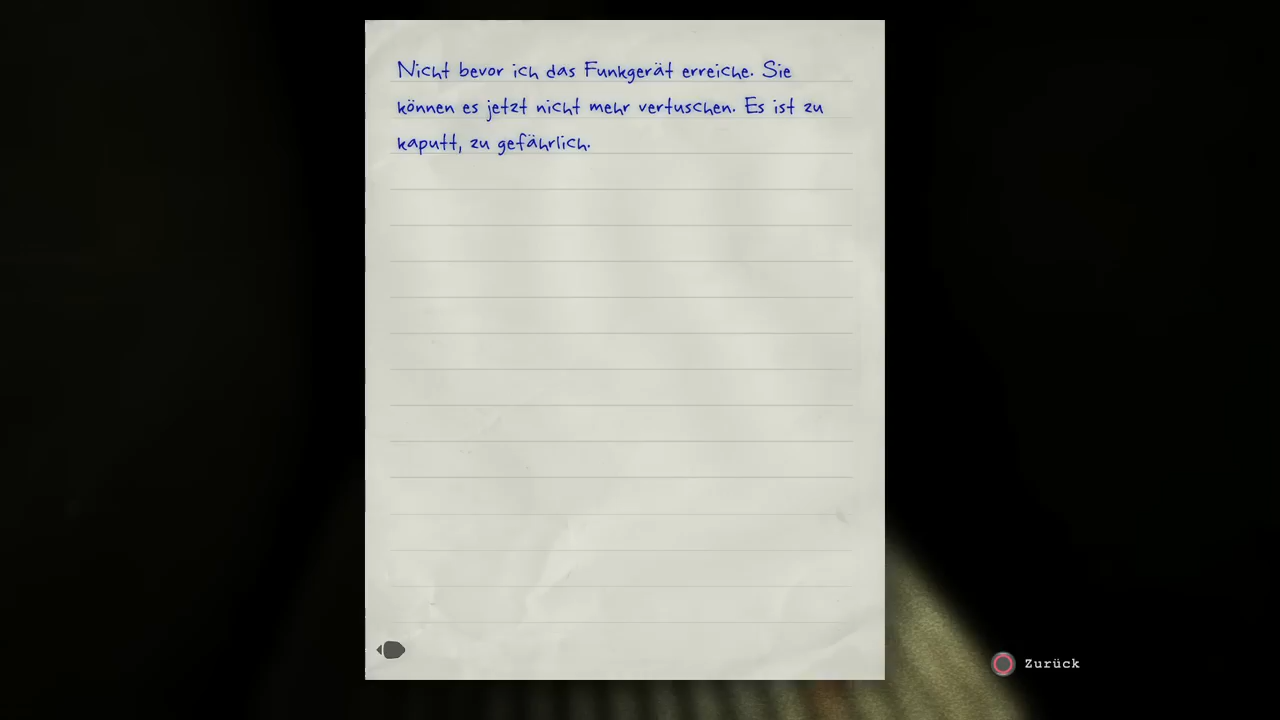 Nicht bevor ich das Funkgerät erreiche. Sie
können es jetzt nicht mehr vertuschen. Es ist zu
kaputt, zu gefährlich.
Zurück